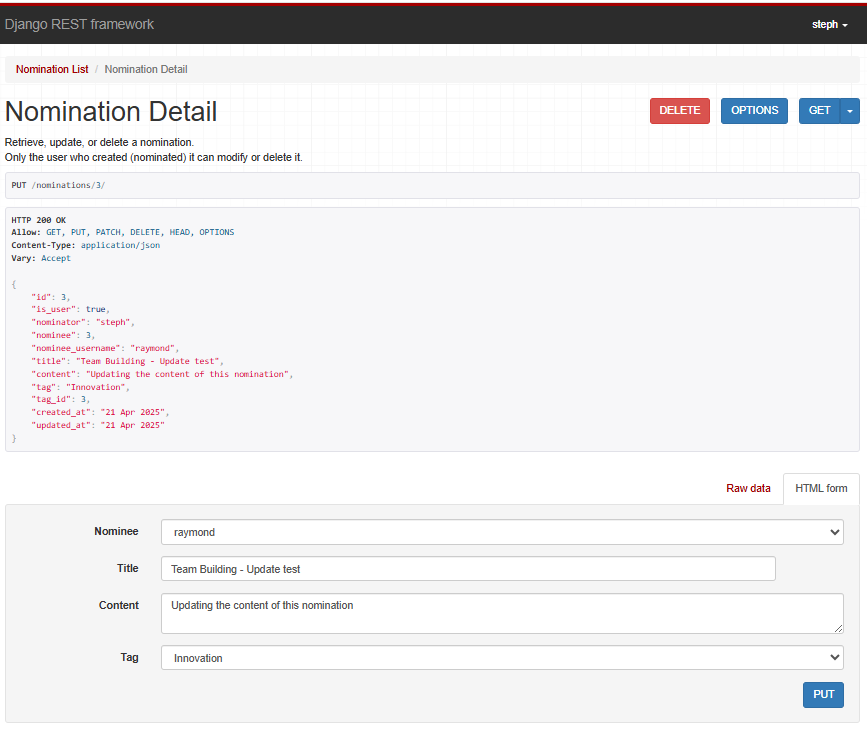 Django REST framework
steph
Nomination List / Nomination Detail
Nomination Detail
DELETE
OPTIONS
GET
Retrieve, update, or delete a nomination.
Only the user who created (nominated) it can modify or delete it.
PUT /nominations/3/
HTTP 200 OK
Allow: GET, PUT, PATCH, DELETE, HEAD, OPTIONS
Content-Type: application/json
Vary: Accept
{
    "id": 3,
    "is_user": true,
    "nominator": "steph",
    "nominee": 3,
    "nominee_username": "raymond",
    "title": "Team Building - Update test",
    "content": "Updating the content of this nomination",
    "tag": "Innovation",
    "tag_id": 3,
    "created_at": "21 Apr 2025",
    "updated_at": "21 Apr 2025"
}
Raw data
HTML form
Nominee
raymond
Title
Team Building - Update test
Content
Updating the content of this nomination
Tag
Innovation
PUT